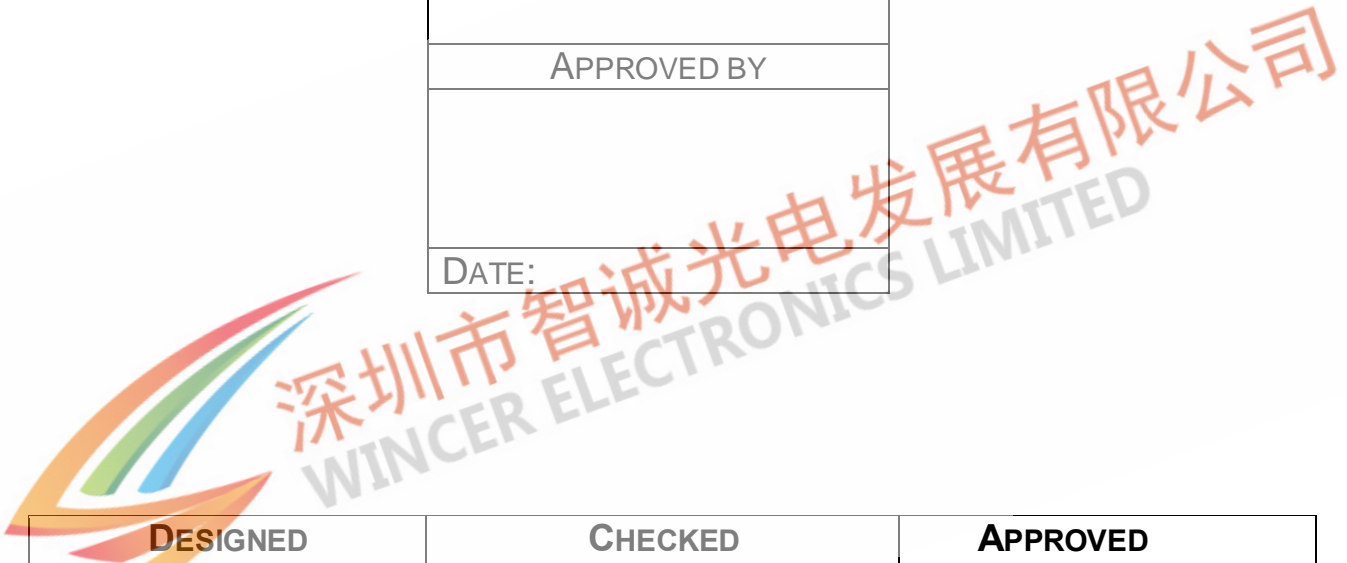 APPROVED BY
DATE:
深圳市智诚光电发展有限公司
WINCER ELECTRONICS LIMITED
DESIGNED CHECKED APPROVED